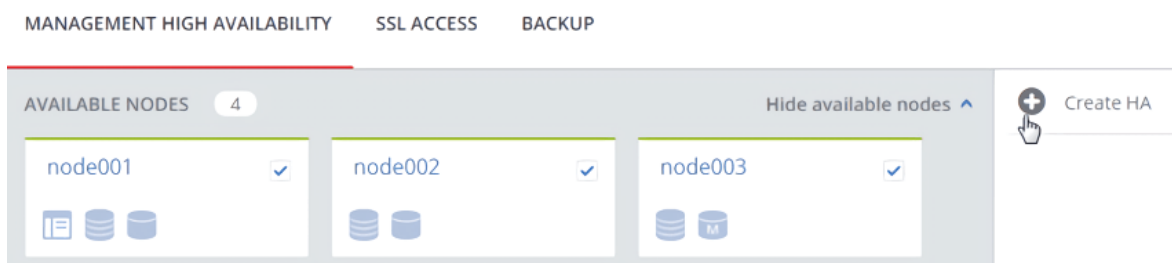 MANAGEMENT HIGH AVAILABILITY SSL ACCESS BACKUP
AVAILABLE NODES 4 Hide available nodes Create HA
node001 node002 node003
M